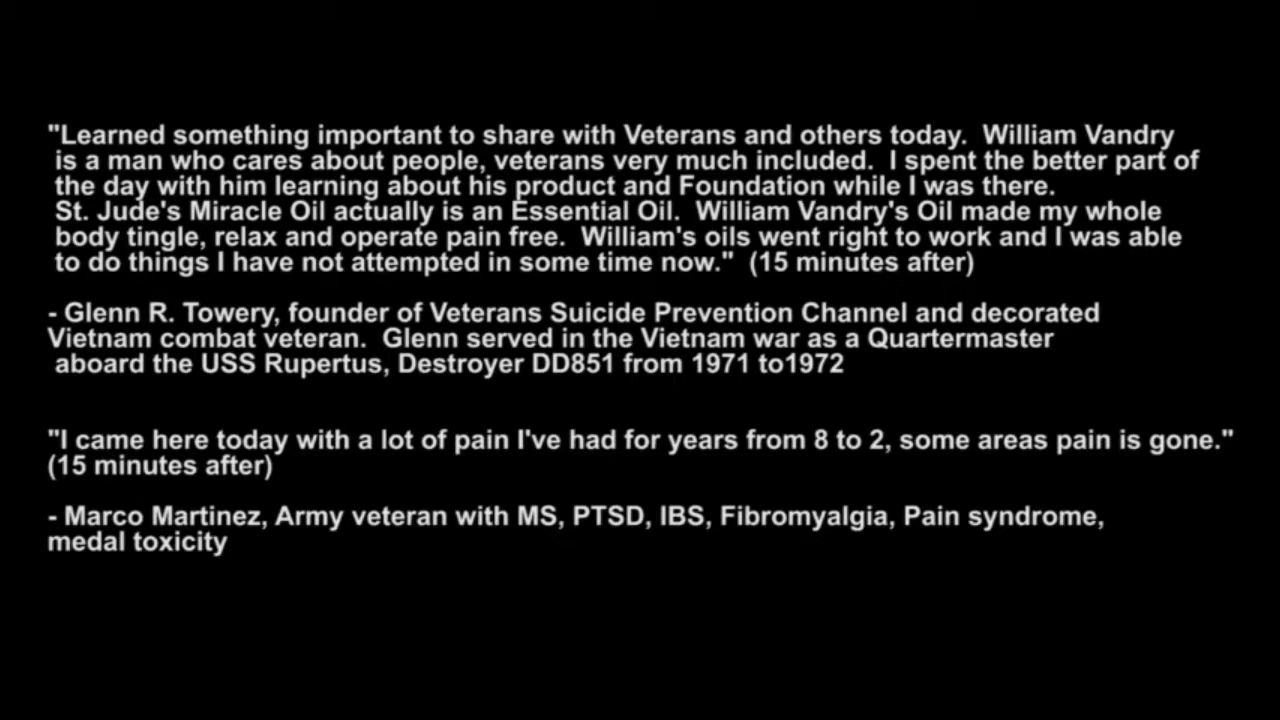 "Learned something important to share with Veterans and others today.  William Vandry
is a man who cares about people, veterans very much included.  I spent the better part of
the day with him learning about his product and Foundation while I was there.
St. Jude's Miracle Oil actually is an Essential Oil.  William Vandry's Oil made my whole
body tingle, relax and operate pain free.  William's oils went right to work and I was able
to do things I have not attempted in some time now."  (15 minutes after)
- Glenn R. Towery, founder of Veterans Suicide Prevention Channel and decorated
Vietnam combat veteran.  Glenn served in the Vietnam war as a Quartermaster
aboard the USS Rupertus, Destroyer DD851 from 1971 to1972
"I came here today with a lot of pain I've had for years from 8 to 2, some areas pain is gone."
(15 minutes after)
- Marco Martinez, Army veteran with MS, PTSD, IBS, Fibromyalgia, Pain syndrome,
medal toxicity